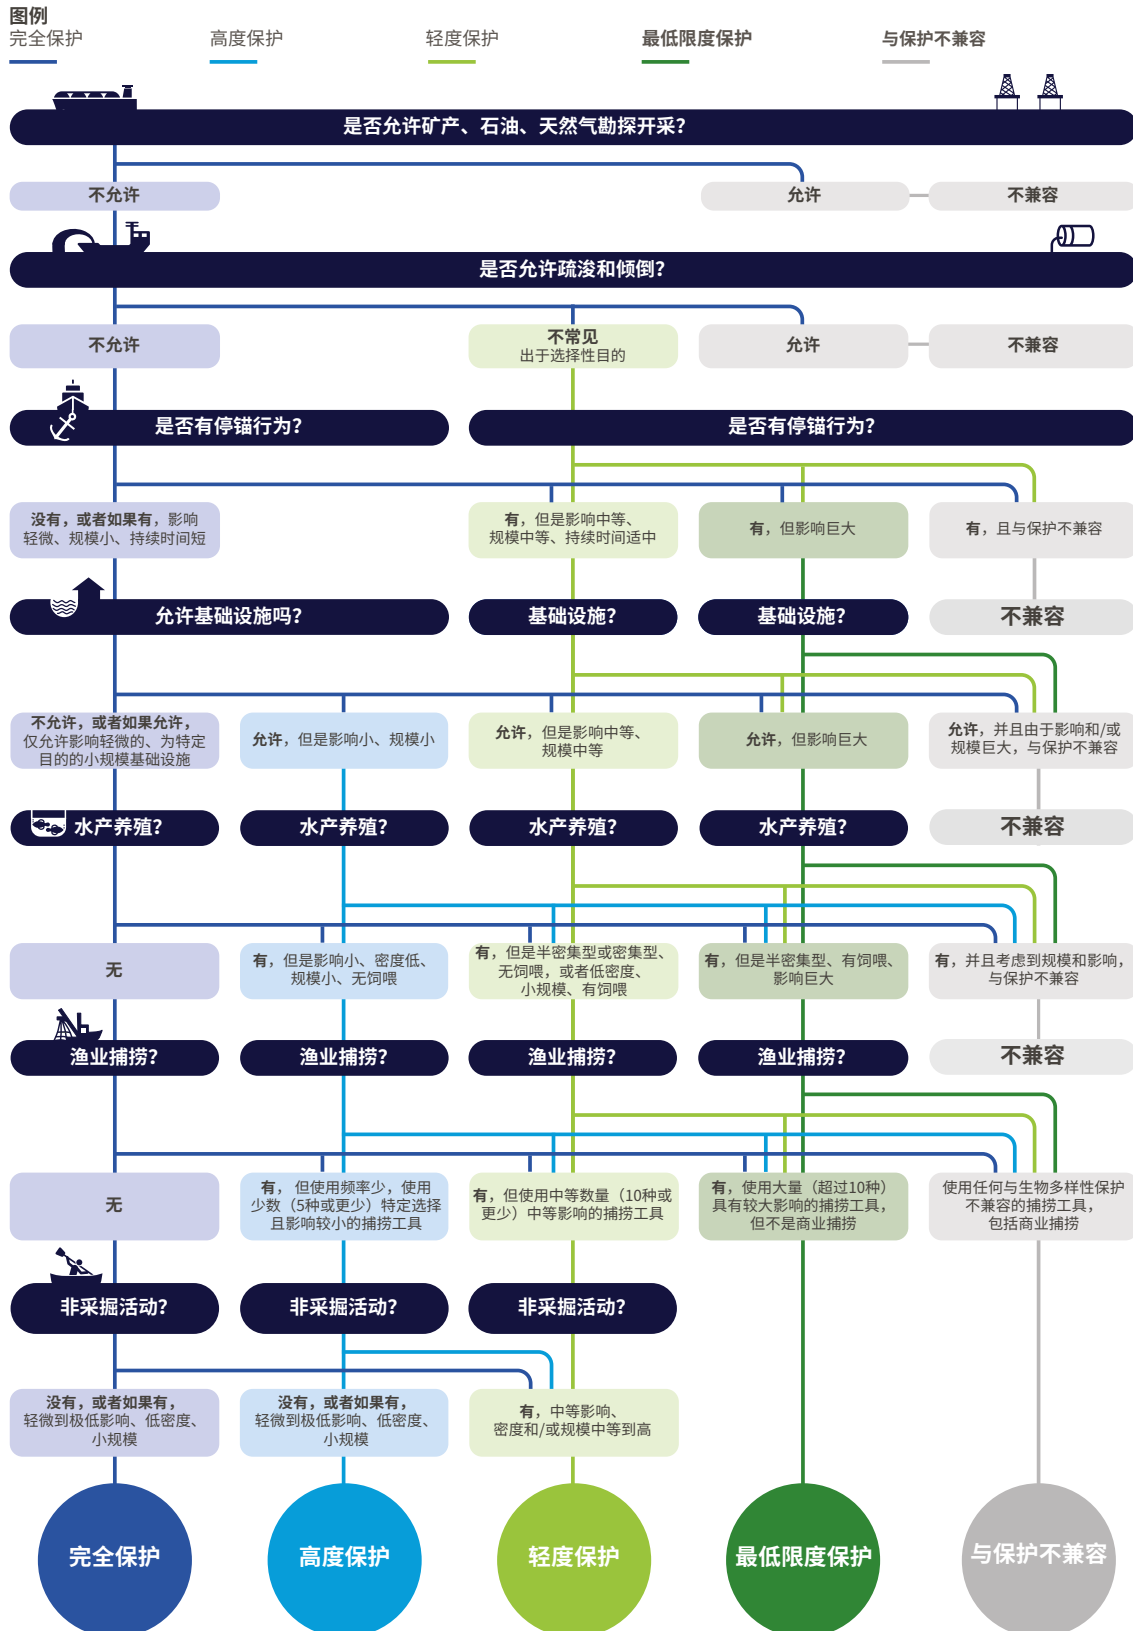 图例
完全保护
高度保护
轻度保护
最低限度保护
与保护不兼容
是否允许矿产、石油、天然气勘探开采?
不允许
允许
不兼容
是否允许疏浚和倾倒?
不允许
不常见
出于选择性目的
允许
不兼容
是否有停锚行为?
是否有停锚行为?
没有，或者如果有，影响
轻微、规模小、持续时间短
有，但是影响中等、
规模中等、持续时间适中
有，但影响巨大
有，且与保护不兼容
允许基础设施吗?
基础设施?
基础设施?
不兼容
不允许，或者如果允许，
仅允许影响轻微的、为特定
目的的小规模基础设施
允许，但是影响小、规模小
允许，但是影响中等、
规模中等
允许，但影响巨大
允许，并且由于影响和/或
规模巨大，与保护不兼容
水产养殖?
水产养殖?
水产养殖?
水产养殖?
不兼容
无
有，但是影响小、密度低、
规模小、无饲喂
有，但是半密集型或密集型、
无饲喂，或者低密度、
小规模、有饲喂
有，但是半密集型、有饲喂、
影响巨大
有，并且考虑到规模和影响，
与保护不兼容
渔业捕捞?
渔业捕捞?
渔业捕捞?
渔业捕捞?
不兼容
无
有， 但使用频率少，使用
少数（5种或更少）特定选择
且影响较小的捕捞工具
有，但使用中等数量（10种或
更少）中等影响的捕捞工具
有，使用大量（超过10种）
具有较大影响的捕捞工具，
但不是商业捕捞
使用任何与生物多样性保护
不兼容的捕捞工具，
包括商业捕捞
非采掘活动?
非采掘活动?
非采掘活动?
没有，或者如果有，
轻微到极低影响、低密度、
小规模
没有，或者如果有，
轻微到极低影响、低密度、
小规模
有，中等影响、
密度和/或规模中等到高
完全保护
高度保护
轻度保护
最低限度保护
与保护不兼容